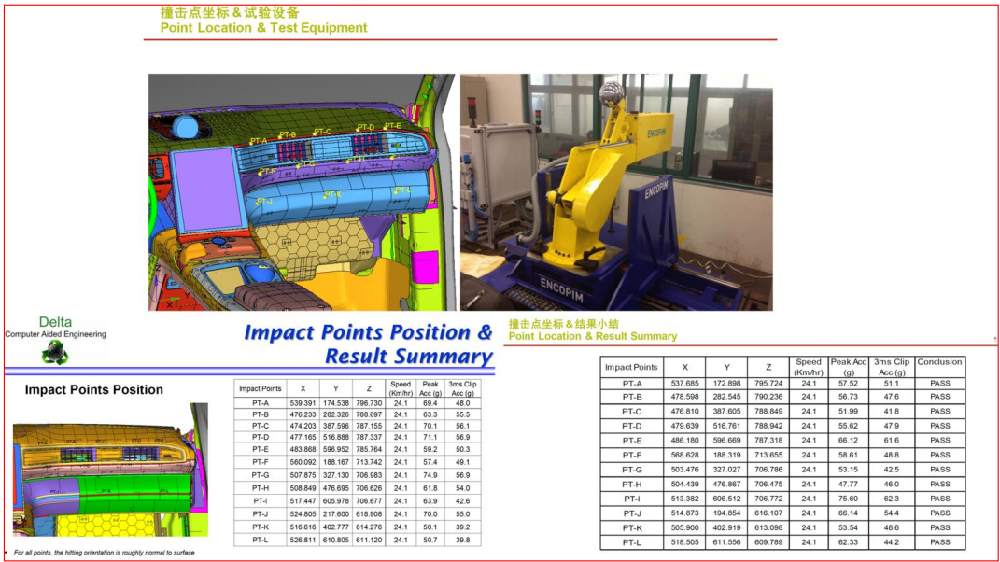 撞击点坐标＆试验设备
Point Location & Test Equipment
PT-A
PT-B
PT-C
PT-D
PT-E
PT-F
PT-G
PT-H
PT-J
PT-K
PT-L
ENCOPIM
ENCOPIM
ENCOPIM
Delta
Computer Aided Engineering
Impact Points Position &
Result Summary
Impact Points Position
For all points, the hitting orientation is roughly normal to surface
Impact Points X Y Z Speed (Km/hr) Peak Acc (g) 3ms Clip Acc (g)
PT-A 539.391 174.538 796.730 24.1 69.4 48.0
PT-B 476.233 282.326 788.697 24.1 63.3 55.5
PT-C 474.203 387.596 787.155 24.1 70.1 56.1
PT-D 477.165 516.888 787.337 24.1 71.1 56.9
PT-E 483.868 596.952 785.764 24.1 59.2 50.3
PT-F 560.092 188.167 713.742 24.1 57.4 49.1
PT-G 507.875 327.130 706.983 24.1 74.9 56.9
PT-H 508.849 476.695 706.626 24.1 61.8 54.0
PT-I 517.447 605.978 706.677 24.1 63.9 42.6
PT-J 524.805 217.600 618.908 24.1 70.0 55.0
PT-K 516.616 402.777 614.276 24.1 50.1 39.2
PT-L 526.811 610.805 611.120 24.1 50.7 39.8
撞击点坐标＆结果小结
Point Location & Result Summary
Impact Points X Y Z Speed (Km/hr) Peak Acc (g) 3ms Clip Acc (g) Conclusion
PT-A 537.685 172.898 795.724 24.1 57.52 51.1 PASS
PT-B 478.598 282.545 790.236 24.1 56.73 47.6 PASS
PT-C 476.810 387.605 788.849 24.1 51.99 41.8 PASS
PT-D 479.639 516.761 788.942 24.1 55.62 47.9 PASS
PT-E 486.180 596.669 787.318 24.1 66.12 61.6 PASS
PT-F 568.628 188.319 713.655 24.1 58.61 48.8 PASS
PT-G 503.476 327.027 706.786 24.1 53.15 42.5 PASS
PT-H 504.439 476.867 706.475 24.1 47.77 46.0 PASS
PT-I 513.382 606.512 706.772 24.1 75.60 62.3 PASS
PT-J 514.873 194.854 616.107 24.1 66.14 54.4 PASS
PT-K 505.900 402.919 613.098 24.1 53.54 48.6 PASS
PT-L 518.505 611.556 609.789 24.1 62.33 44.2 PASS